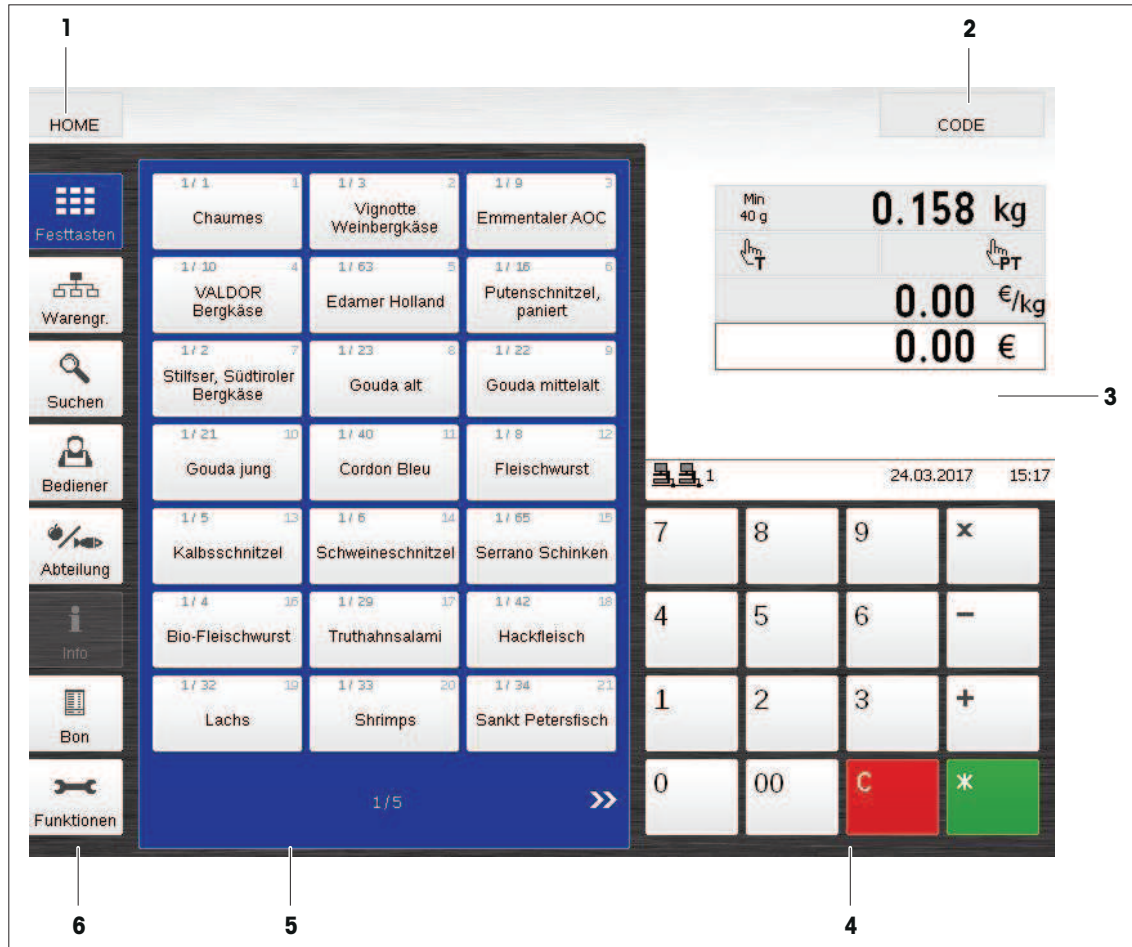 1
2
HOME
CODE
Festtasten
Warengr.
Suchen
Bediener
Abteilung
Info
Bon
Funktionen
1/ 1 1
Chaumes
1/ 3 2
Vignotte
Weinbergkäse
1/ 9 3
Emmentaler AOC
1/ 10 4
VALDOR
Bergkäse
1/ 63 5
Edamer Holland
1/ 16 6
Putenschnitzel,
paniert
1/ 2 7
Stilfser, Südtiroler
Bergkäse
1/ 23 8
Gouda alt
1/ 22 9
Gouda mittelalt
1/ 21 10
Gouda jung
1/ 40 11
Cordon Bleu
1/ 8 12
Fleischwurst
1/ 5 13
Kalbsschnitzel
1/ 6 14
Schweineschnitzel
1/ 65 15
Serrano Schinken
1/ 4 16
Bio-Fleischwurst
1/ 29 17
Truthahnsalami
1/ 42 18
Hackfleisch
1/ 32 19
Lachs
1/ 33 20
Shrimps
1/ 34 21
Sankt Petersfisch
1/5 »
Min
40 g
0.158 kg
T PT
0.00 €/kg
0.00 €
3
1 24.03.2017 15:17
7 8 9 x
4 5 6 −
1 2 3 +
0 00 C *
6
5
4